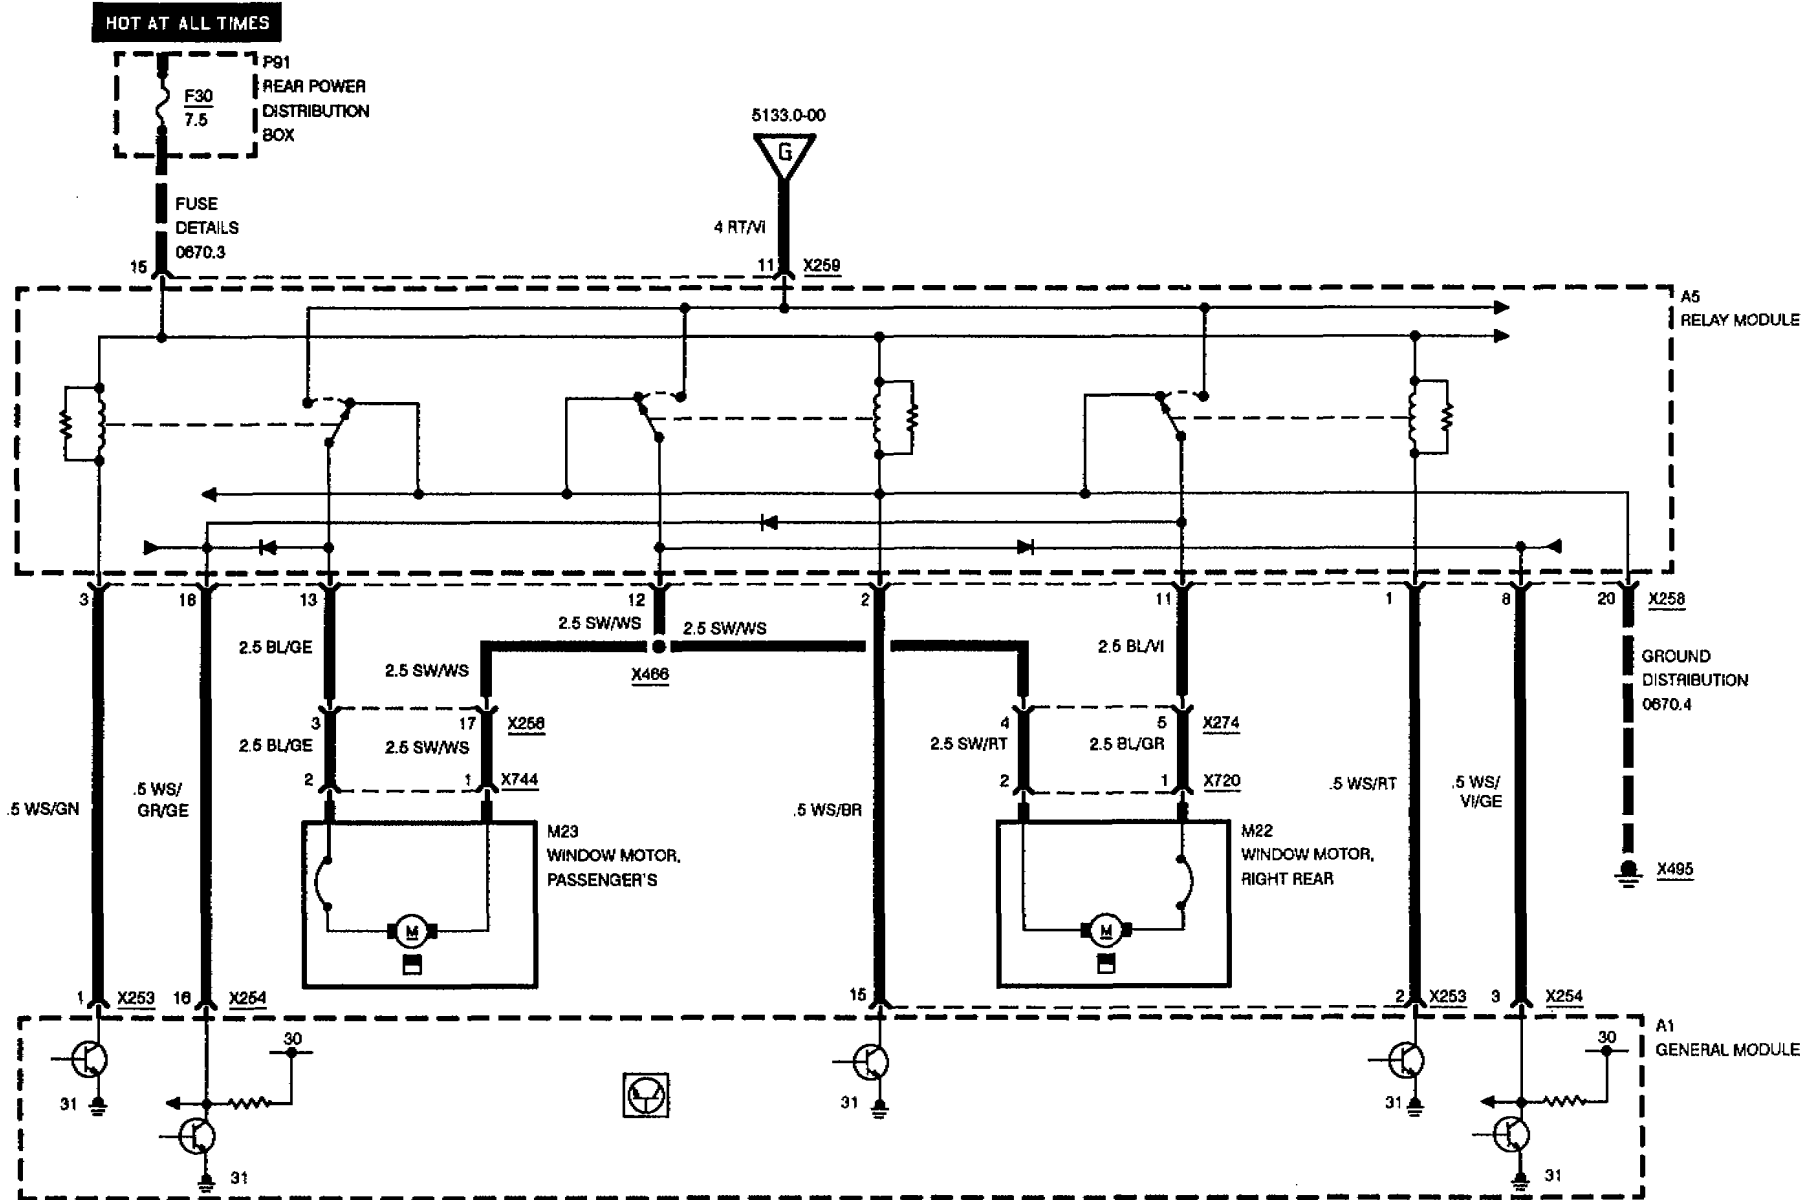 HOT AT ALL TIMES
P91
REAR POWER
DISTRIBUTION
BOX
F30
7.5
5133.0-00
G
FUSE
DETAILS
0670.3
4 RT/VI
15
11
X259
A5
RELAY MODULE
3
18
13
12
2
11
1
8
20
X258
2.5 SW/WS
2.5 SW/WS
2.5 BL/GE
2.5 SW/WS
X466
2.5 BL/VI
GROUND
DISTRIBUTION
0670.4
3
17
X256
4
5
X274
2.5 BL/GE
2.5 SW/WS
2.5 SW/RT
2.5 BL/GR
2
1
X744
2
1
X720
.5 WS/GN
.5 WS/
GR/GE
.5 WS/BR
.5 WS/RT
.5 WS/
VI/GE
M23
WINDOW MOTOR,
PASSENGER'S
M22
WINDOW MOTOR,
RIGHT REAR
X495
M
M
1
X253
16
X254
15
2
X253
3
X254
A1
GENERAL MODULE
30
30
31
31
31
31
31